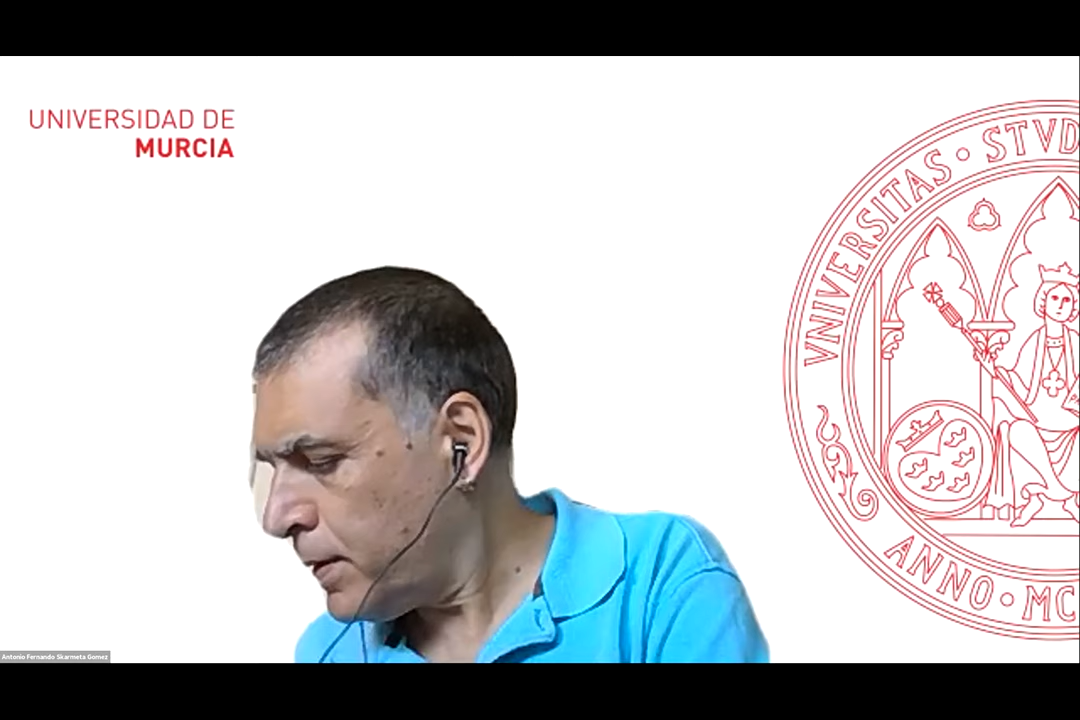 UNIVERSIDAD DE
MURCIA
VNIVERSITAS · STVD
ANNO · MC
Antonio Fernando Skarmeta Gomez